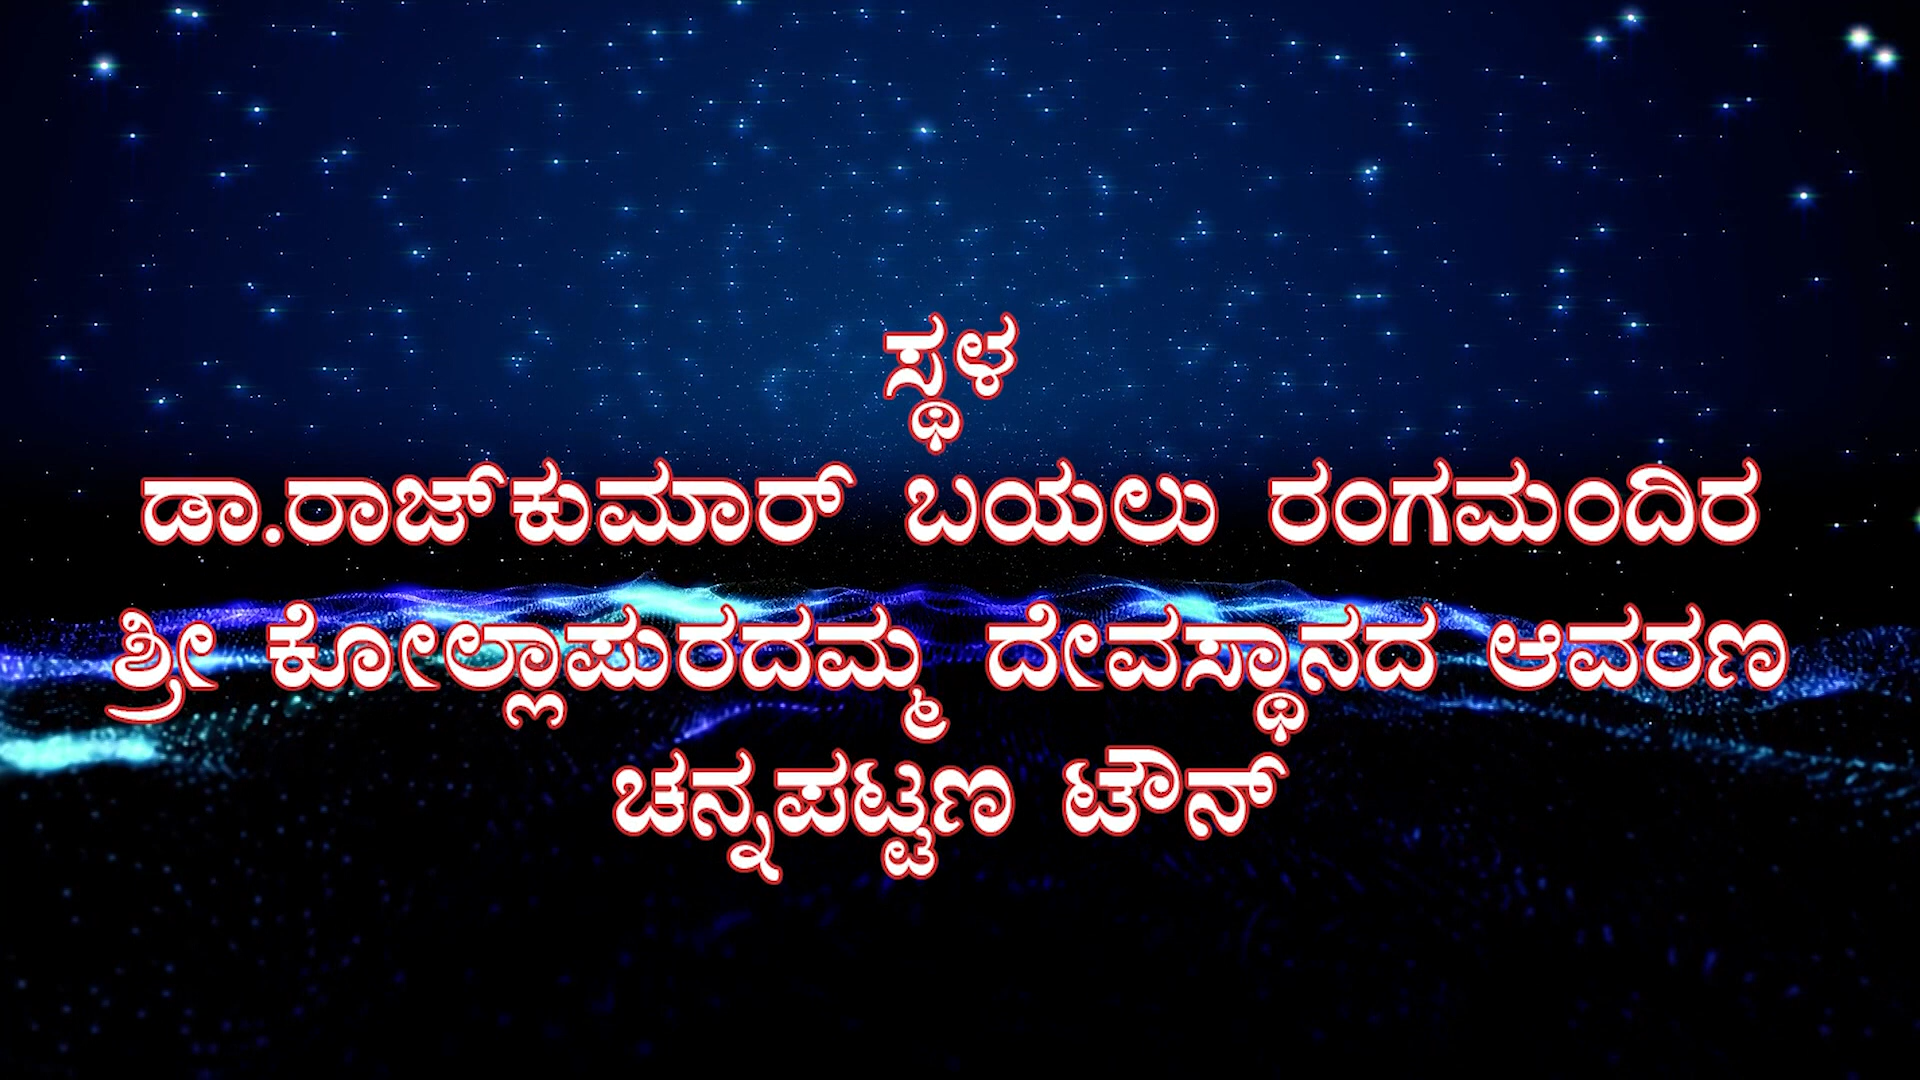 ಸ್ಥಳ
ಡಾ.ರಾಜ್‌ಕುಮಾರ್ ಬಯಲು ರಂಗಮಂದಿರ
ಶ್ರೀ ಕೋಲ್ಲಾಪುರದಮ್ಮ ದೇವಸ್ಥಾನದ ಆವರಣ
ಚನ್ನಪಟ್ಟಣ ಟೌನ್